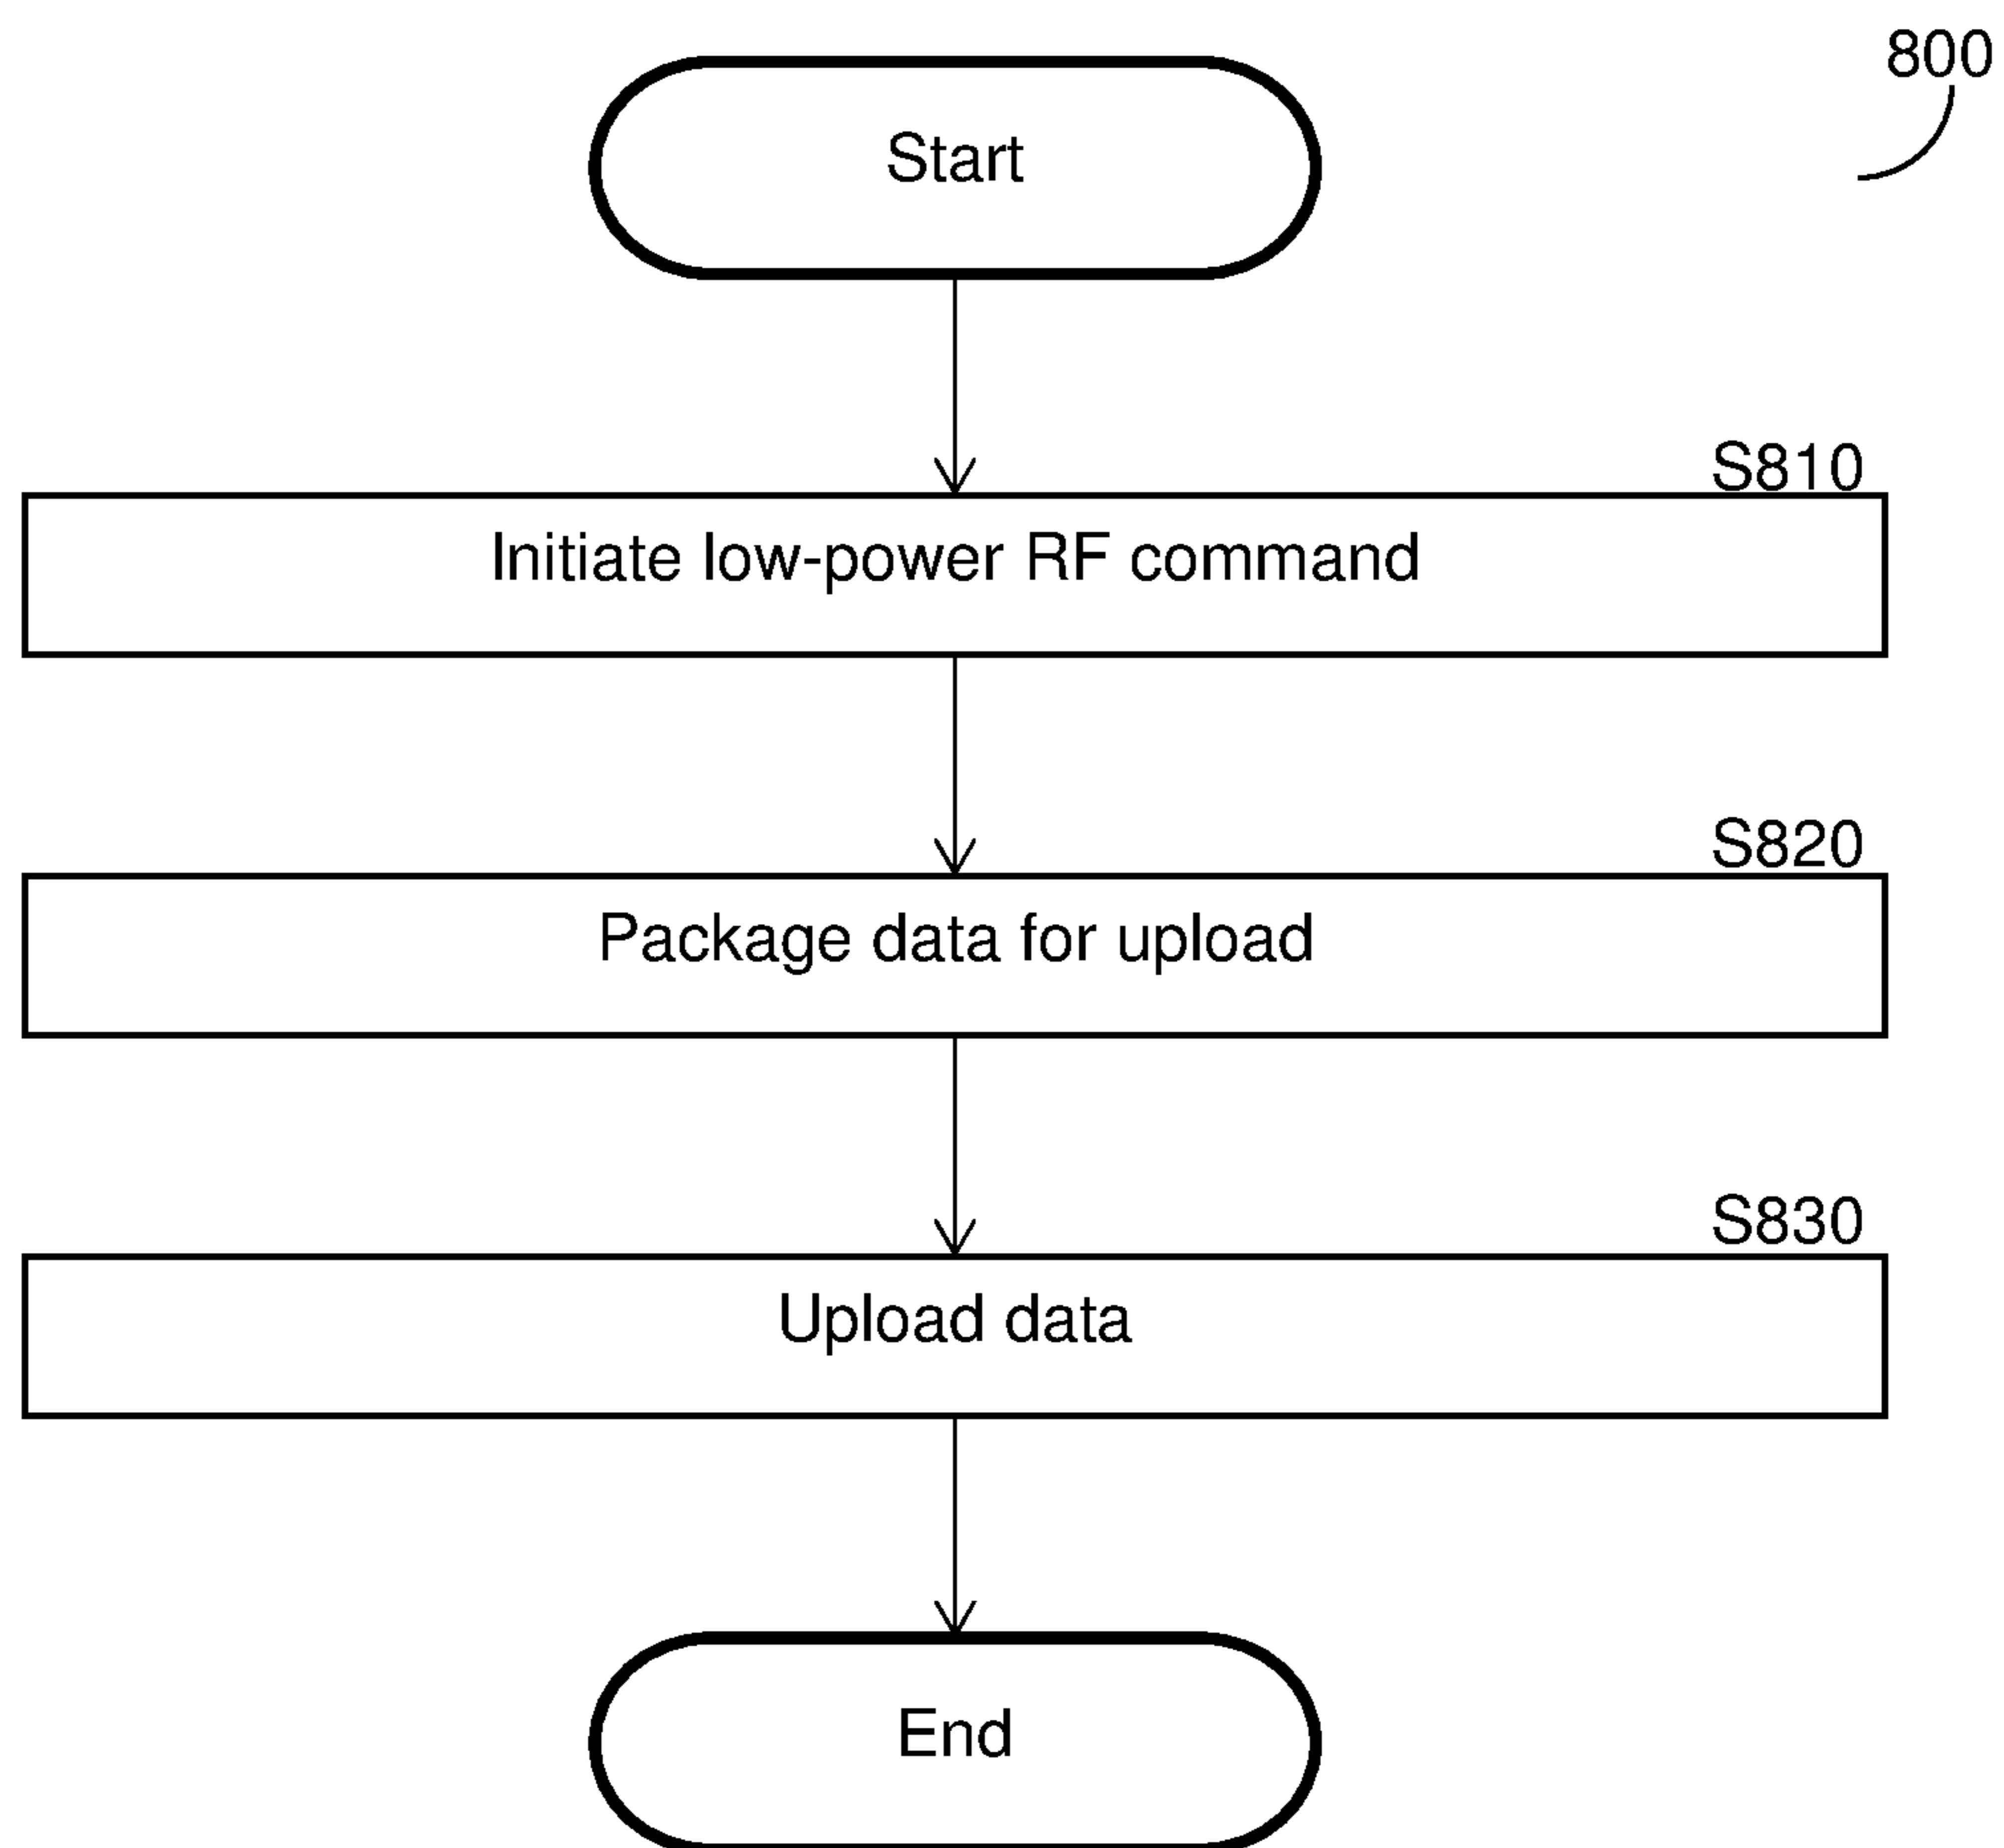 800
Start
S810
Initiate low-power RF command
S820
Package data for upload
S830
Upload data
End